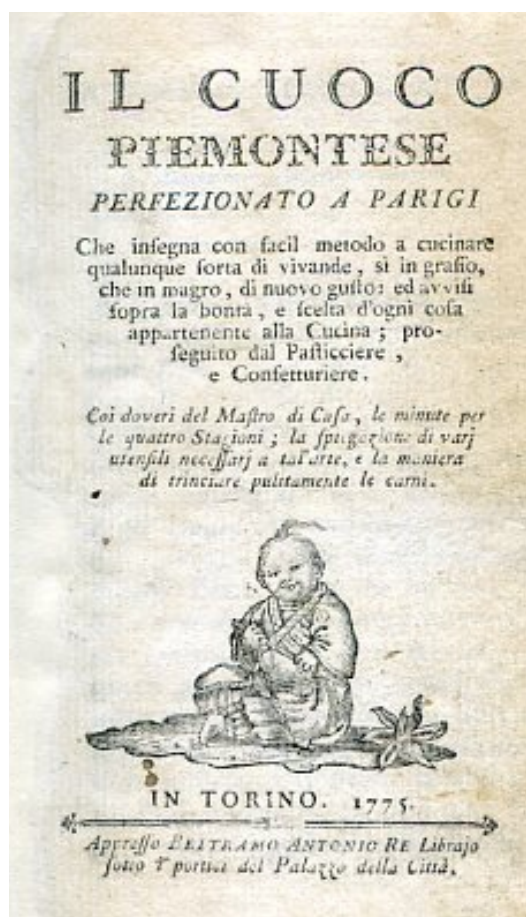 IL CUOCO
PIEMONTESE
PERFEZIONATO A PARIGI
Che inſegna con facil metodo a cucinare
qualunque ſorta di vivande, sì in graſſo,
che in magro, di nuovo guſto: ed avviſi
ſopra la bontà, e ſcelta d'ogni coſa
appartenente alla Cucina; pro-
ſeguito dal Paſticciere,
e Confetturiere.
Coi doveri del Maſtro di Caſa, le minute per
le quattro Stagioni; la ſpiegazione di varj
utenſili neceſſarj a tal'arte, e la maniera
di trinciare pulitamente le carni.
IN TORINO. 1775.
Appreſſo BELTRAMO ANTONIO RE Librajo
ſotto i portici del Palazzo della Città.